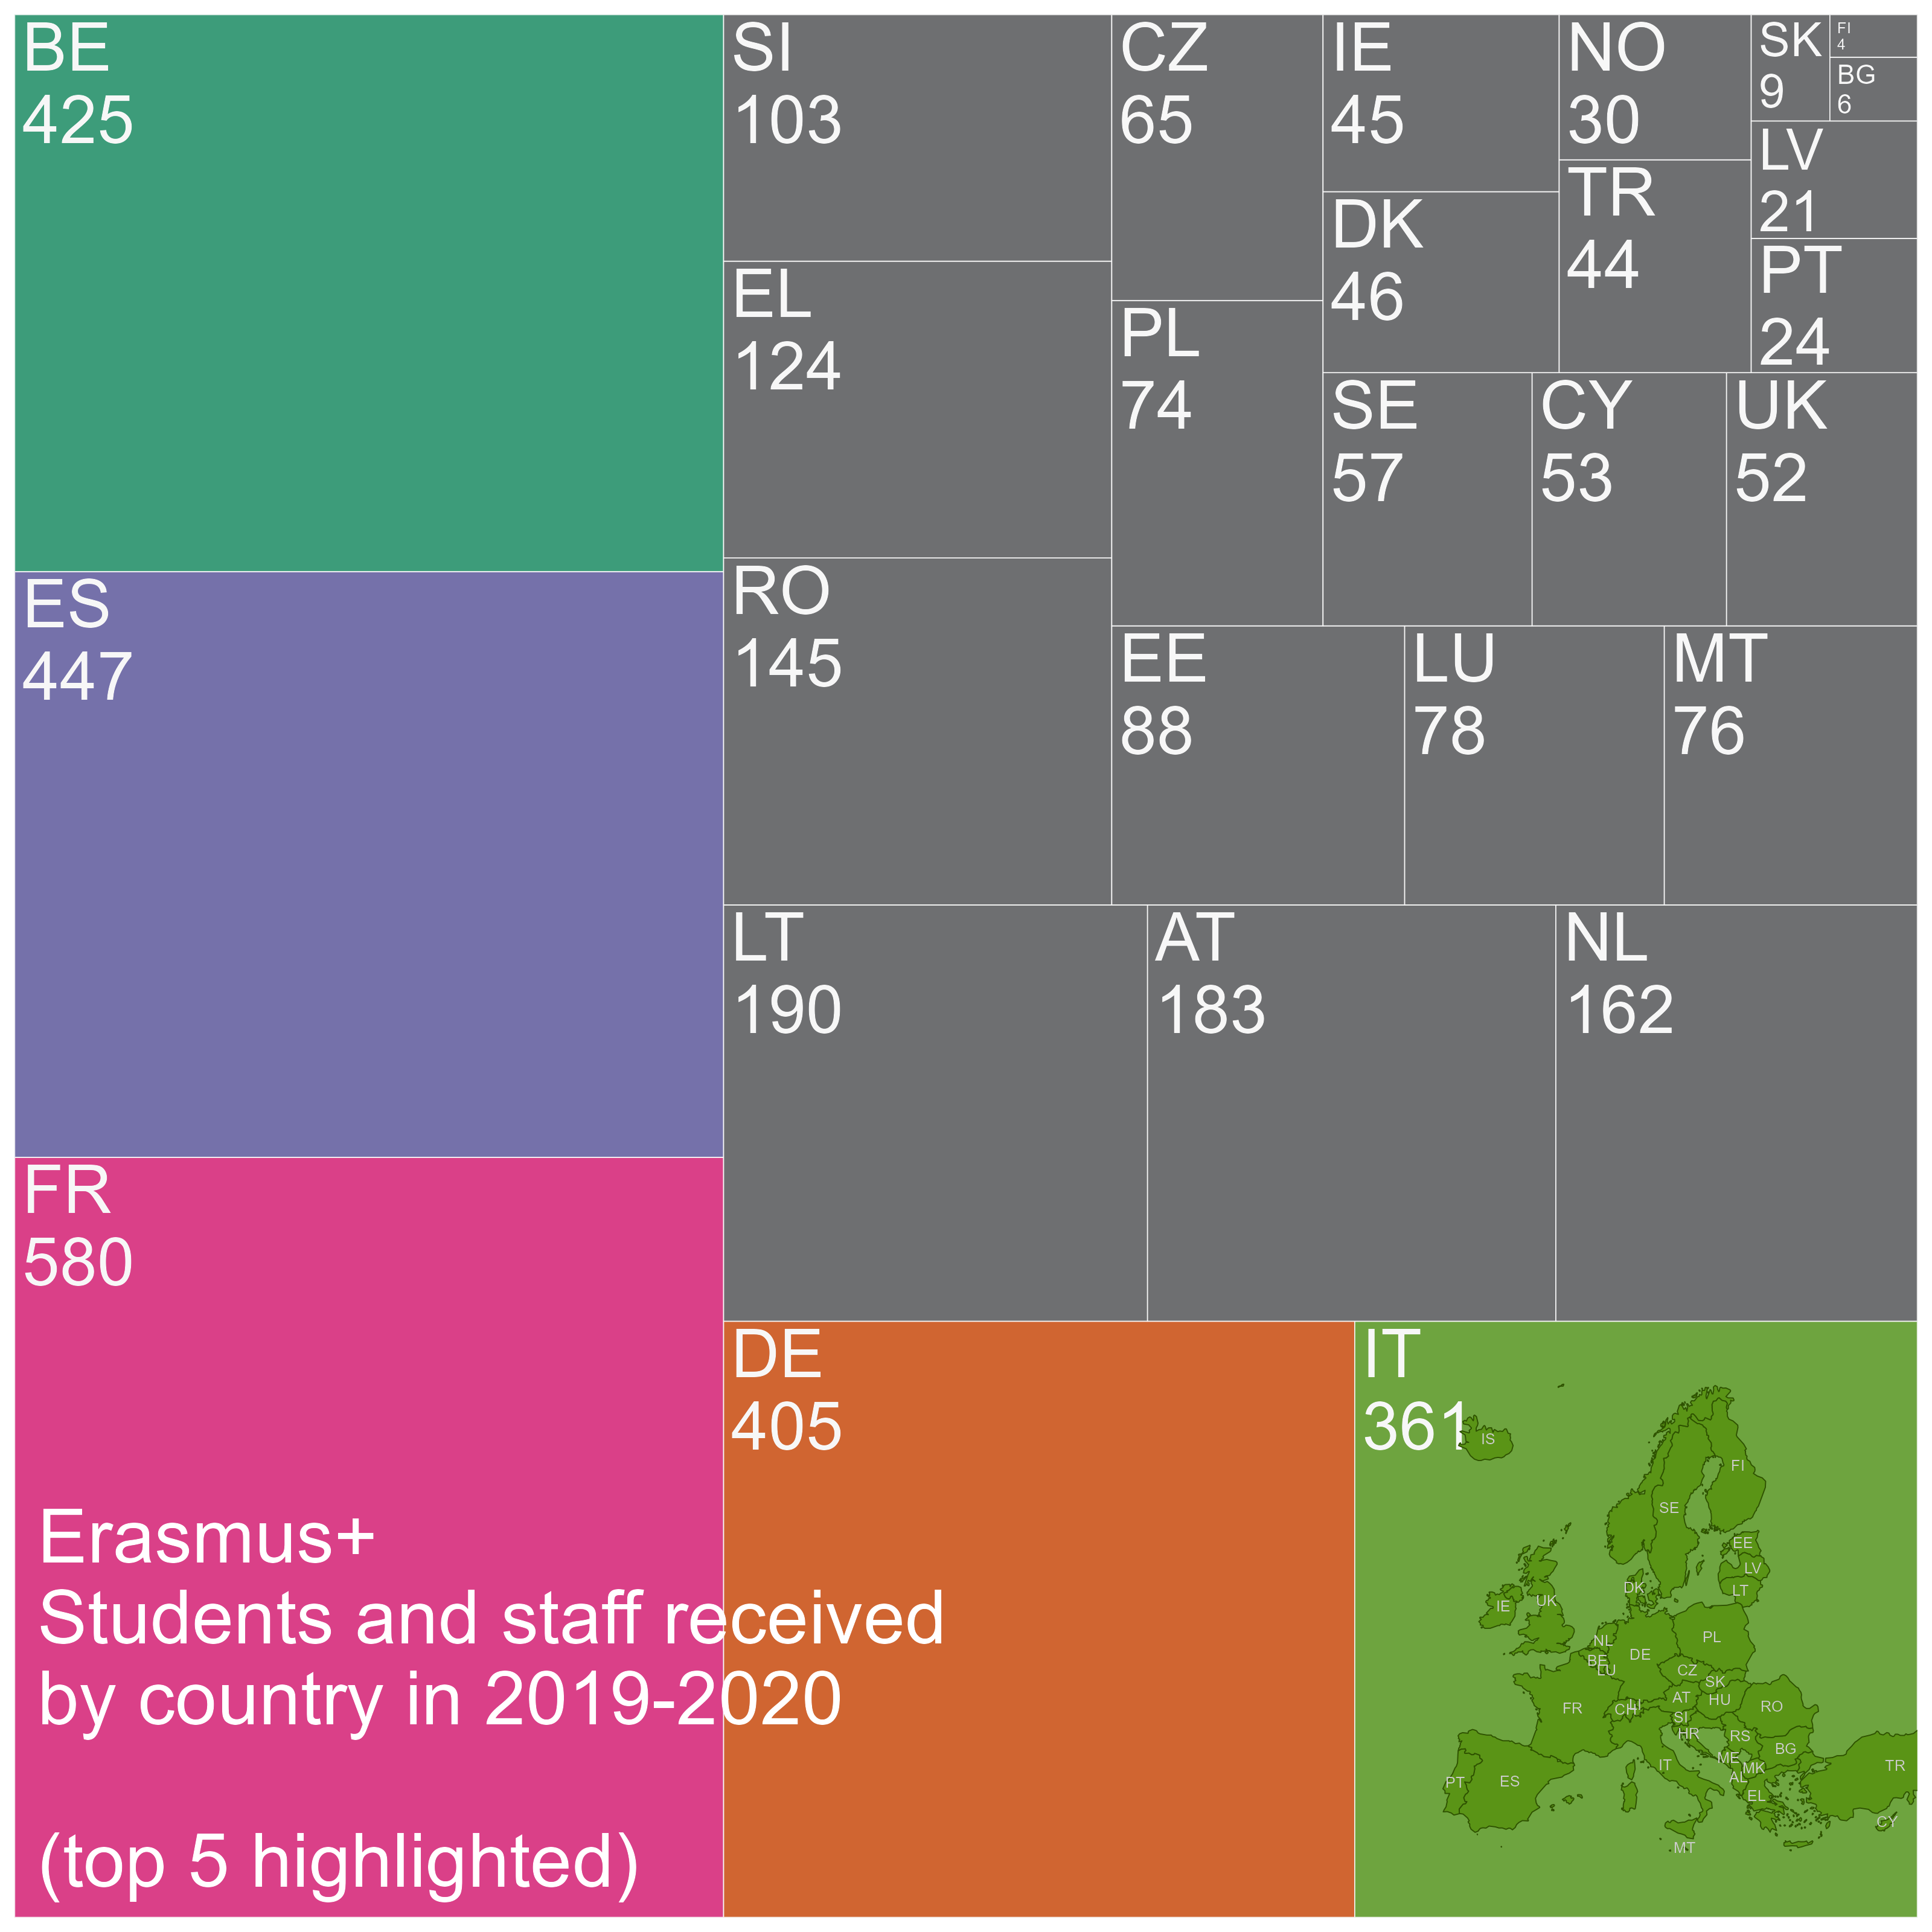 BE
425
ES
447
FR
580
Erasmus+
Students and staff received
by country in 2019-2020
(top 5 highlighted)
SI
103
EL
124
RO
145
CZ
65
PL
74
IE
45
DK
46
NO
30
TR
44
SK
9
FI
4
BG
6
LV
21
PT
24
SE
57
CY
53
UK
52
EE
88
LU
78
MT
76
LT
190
AT
183
NL
162
DE
405
IT
361
IS
FI
SE
EE
LV
DK
LT
IE
UK
NL
PL
DE
BE
LU
CZ
SK
AT
HU
FR
CH
LI
RO
SI
HR
RS
BG
ME
MK
IT
TR
AL
PT
ES
EL
CY
MT